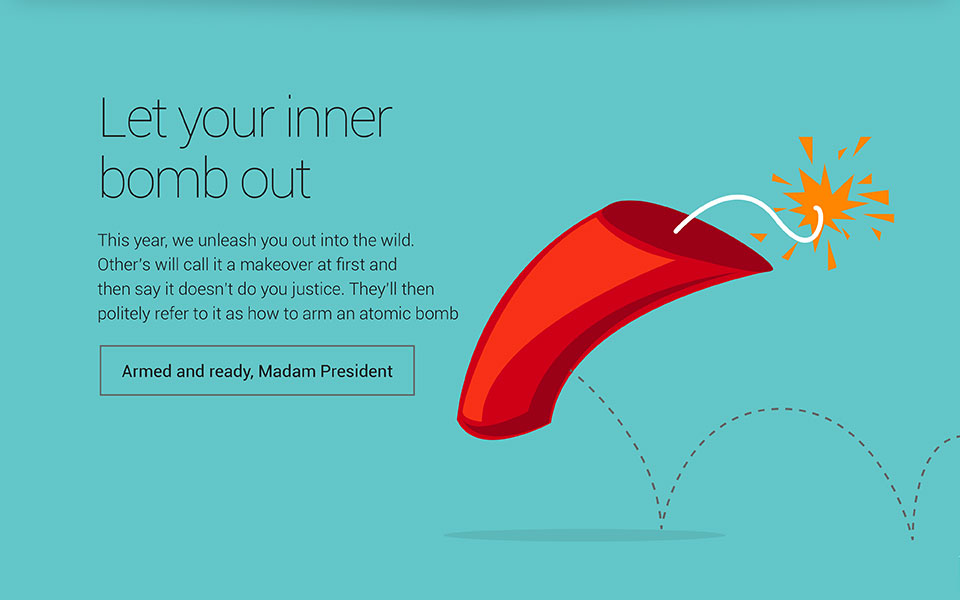 Let your inner
bomb out
This year, we unleash you out into the wild.
Other's will call it a makeover at first and
then say it doesn't do you justice. They'll then
politely refer to it as how to arm an atomic bomb
Armed and ready, Madam President